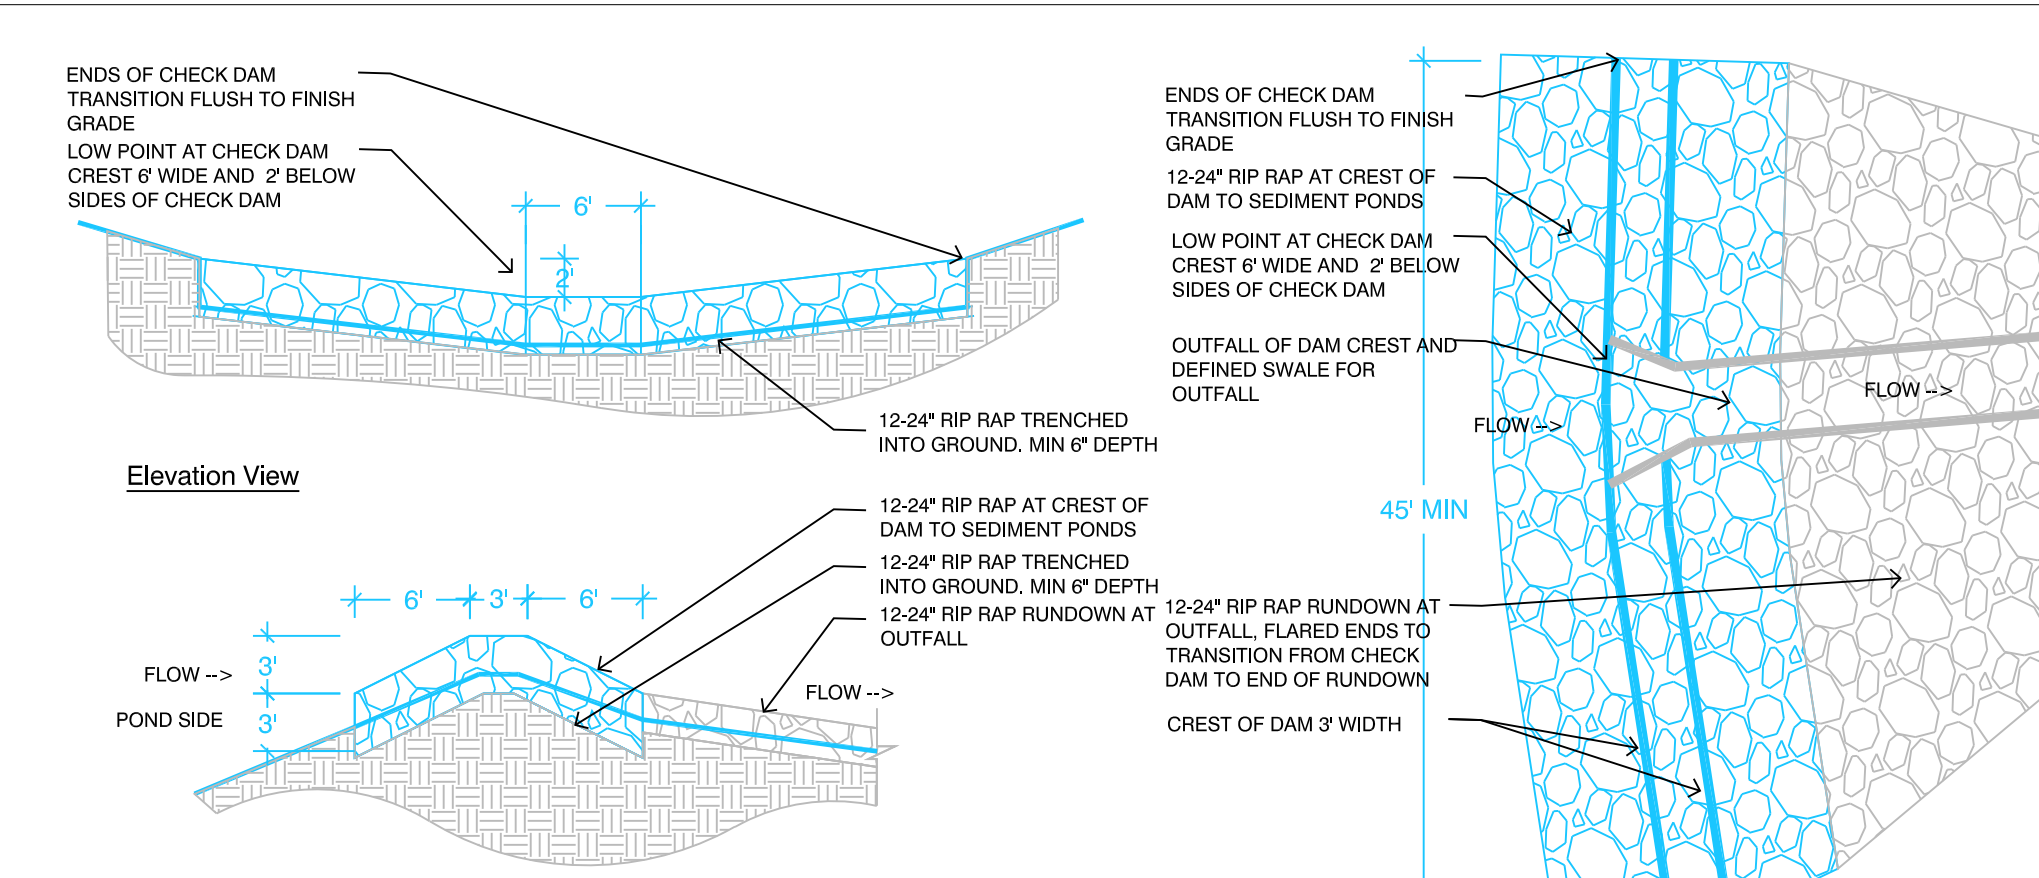 ENDS OF CHECK DAM
TRANSITION FLUSH TO FINISH
GRADE
LOW POINT AT CHECK DAM
CREST 6' WIDE AND  2' BELOW
SIDES OF CHECK DAM
6'
2'
12-24" RIP RAP TRENCHED
INTO GROUND. MIN 6" DEPTH
Elevation View
12-24" RIP RAP AT CREST OF
DAM TO SEDIMENT PONDS
12-24" RIP RAP TRENCHED
INTO GROUND. MIN 6" DEPTH
12-24" RIP RAP RUNDOWN AT
OUTFALL
6'
3'
6'
3'
3'
FLOW -->
POND SIDE
FLOW -->
ENDS OF CHECK DAM
TRANSITION FLUSH TO FINISH
GRADE
12-24" RIP RAP AT CREST OF
DAM TO SEDIMENT PONDS
LOW POINT AT CHECK DAM
CREST 6' WIDE AND  2' BELOW
SIDES OF CHECK DAM
OUTFALL OF DAM CREST AND
DEFINED SWALE FOR
OUTFALL
FLOW -->
FLOW -->
45' MIN
12-24" RIP RAP RUNDOWN AT
OUTFALL, FLARED ENDS TO
TRANSITION FROM CHECK
DAM TO END OF RUNDOWN
CREST OF DAM 3' WIDTH